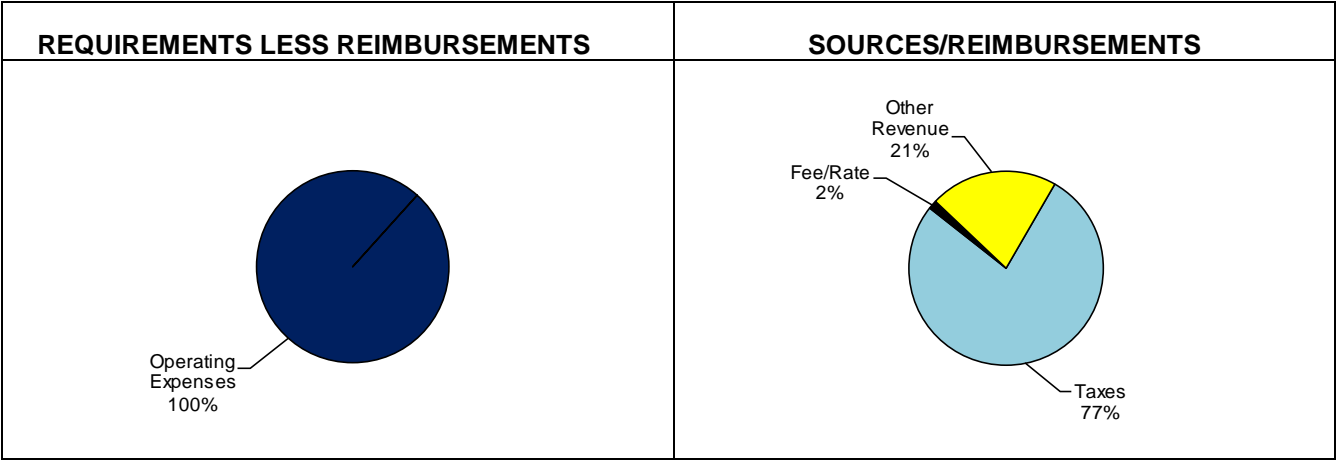 REQUIREMENTS LESS REIMBURSEMENTS
Operating
Expenses
100%
SOURCES/REIMBURSEMENTS
Other
Revenue
21%
Fee/Rate
2%
Taxes
77%